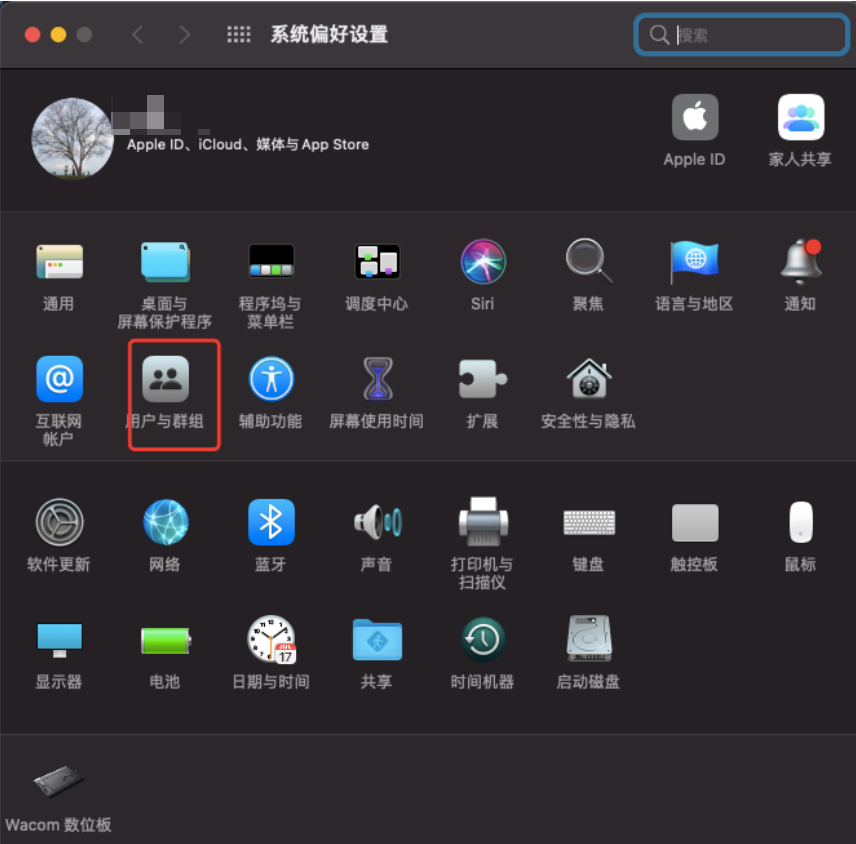 系统偏好设置
搜索
Apple ID、iCloud、媒体与 App Store
Apple ID
家人共享
通用
桌面与
屏幕保护程序
程序坞与
菜单栏
调度中心
Siri
聚焦
语言与地区
通知
互联网
帐户
用户与群组
辅助功能
屏幕使用时间
扩展
安全性与隐私
软件更新
网络
蓝牙
声音
打印机与
扫描仪
键盘
触控板
鼠标
显示器
电池
JUL
17
日期与时间
共享
时间机器
启动磁盘
Wacom 数位板